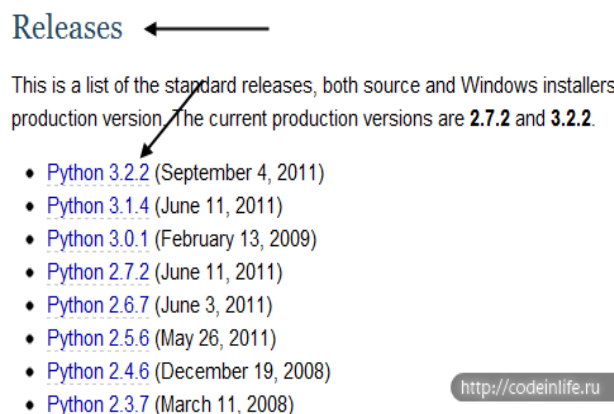 Releases
This is a list of the standard releases, both source and Windows installers
production version. The current production versions are 2.7.2 and 3.2.2.
• Python 3.2.2 (September 4, 2011)
• Python 3.1.4 (June 11, 2011)
• Python 3.0.1 (February 13, 2009)
• Python 2.7.2 (June 11, 2011)
• Python 2.6.7 (June 3, 2011)
• Python 2.5.6 (May 26, 2011)
• Python 2.4.6 (December 19, 2008)
• Python 2.3.7 (March 11, 2008)
http://codeinlife.ru